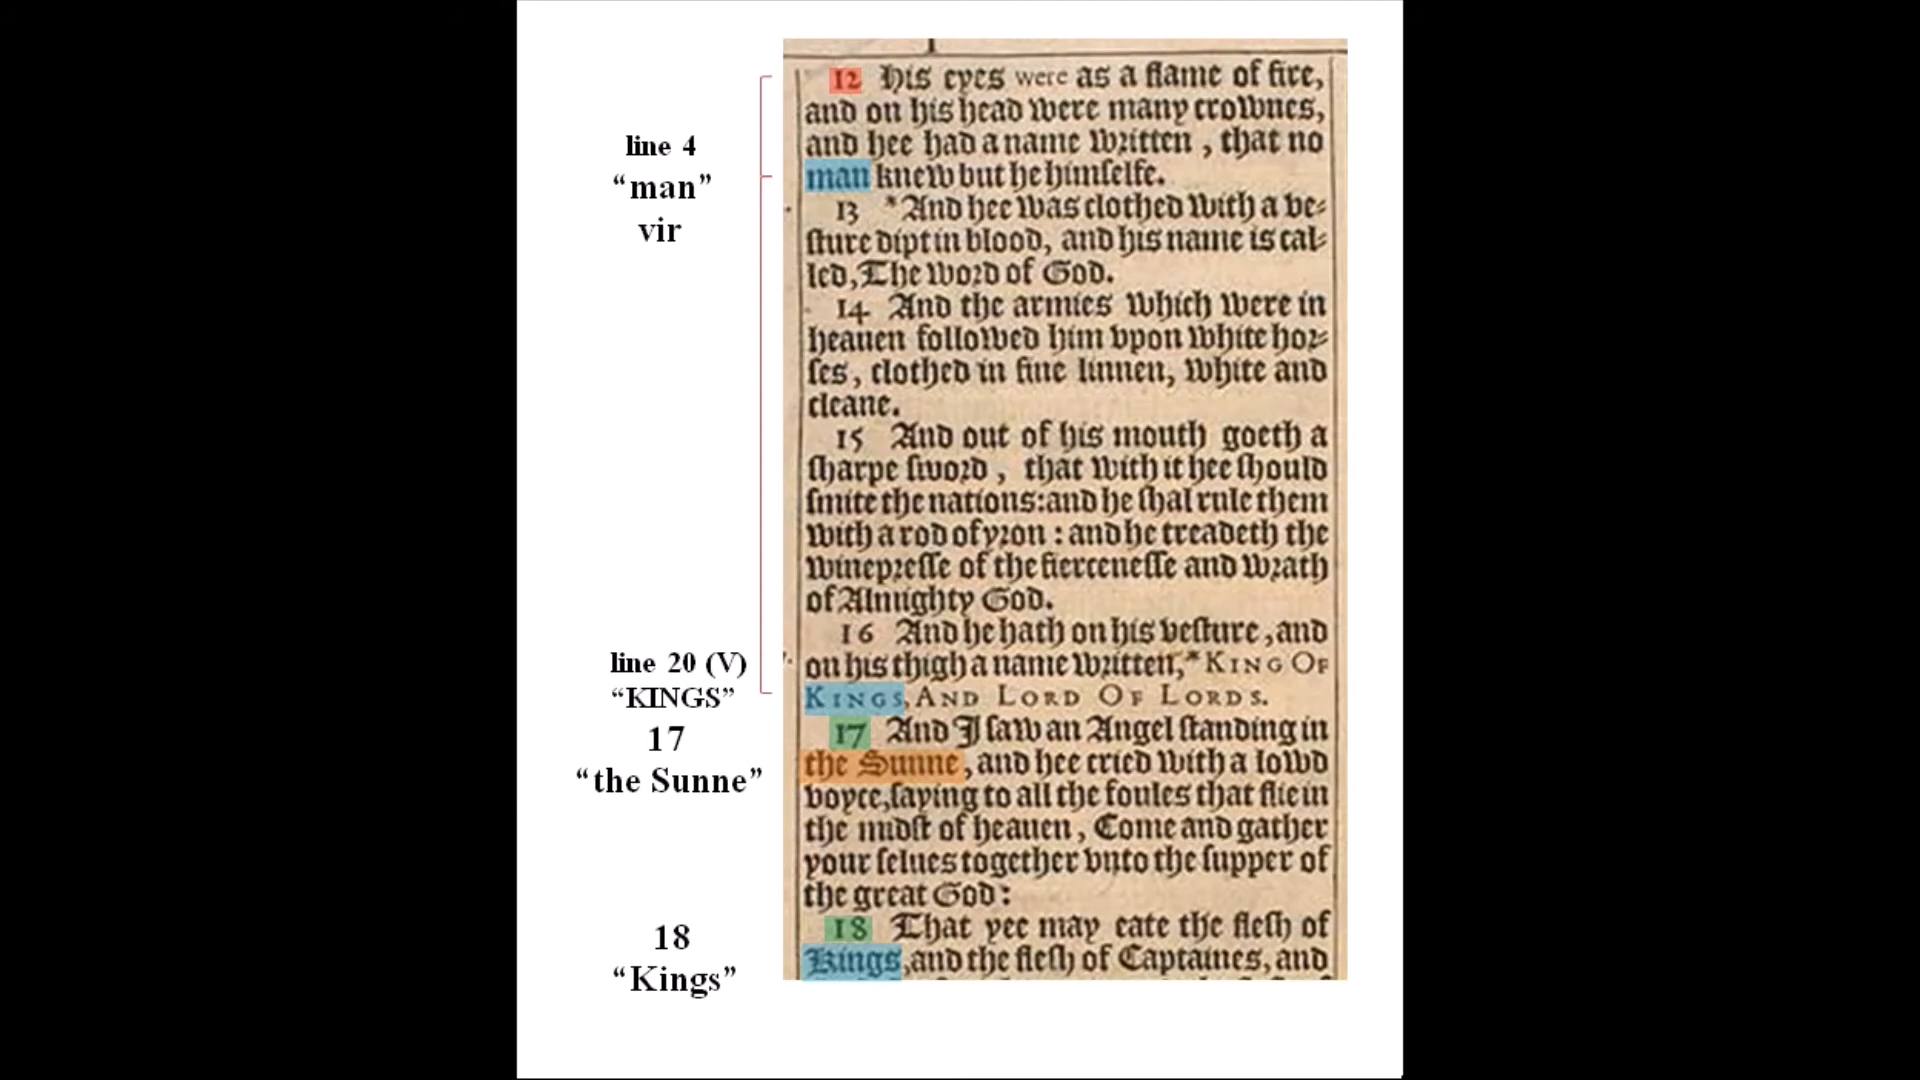 line 4
“man”
vir
line 20 (V)
“KINGS”
17
“the Sunne”
18
“Kings”
12 His eyes were as a flame of fire,
and on his head were many crownes,
and hee had a name written , that no
man knew but he himselfe.
13 *And hee was clothed with a be-
sture dipt in blood, and his name is cal-
led, The word of God.
14 And the armies which were in
heauen followed him vpon white hor-
ses, clothed in fine linnen, white and
cleane.
15 And out of his mouth goeth a
sharpe sword , that with it hee should
smite the nations: and he shal rule them
with a rod of yron : and he treadeth the
winepresse of the fiercenesse and wrath
of Almighty God.
16 And he hath on his vesture, and
on his thigh a name written,* KING OF
KINGS, AND LORD OF LORDS.
17 And I saw an Angel standing in
the Sunne, and hee cried with a lowd
voyce, saying to all the foules that flie in
the midst of heauen, Come and gather
your selues together vnto the supper of
the great God:
18 That yee may eate the flesh of
Kings, and the flesh of Captaines, and